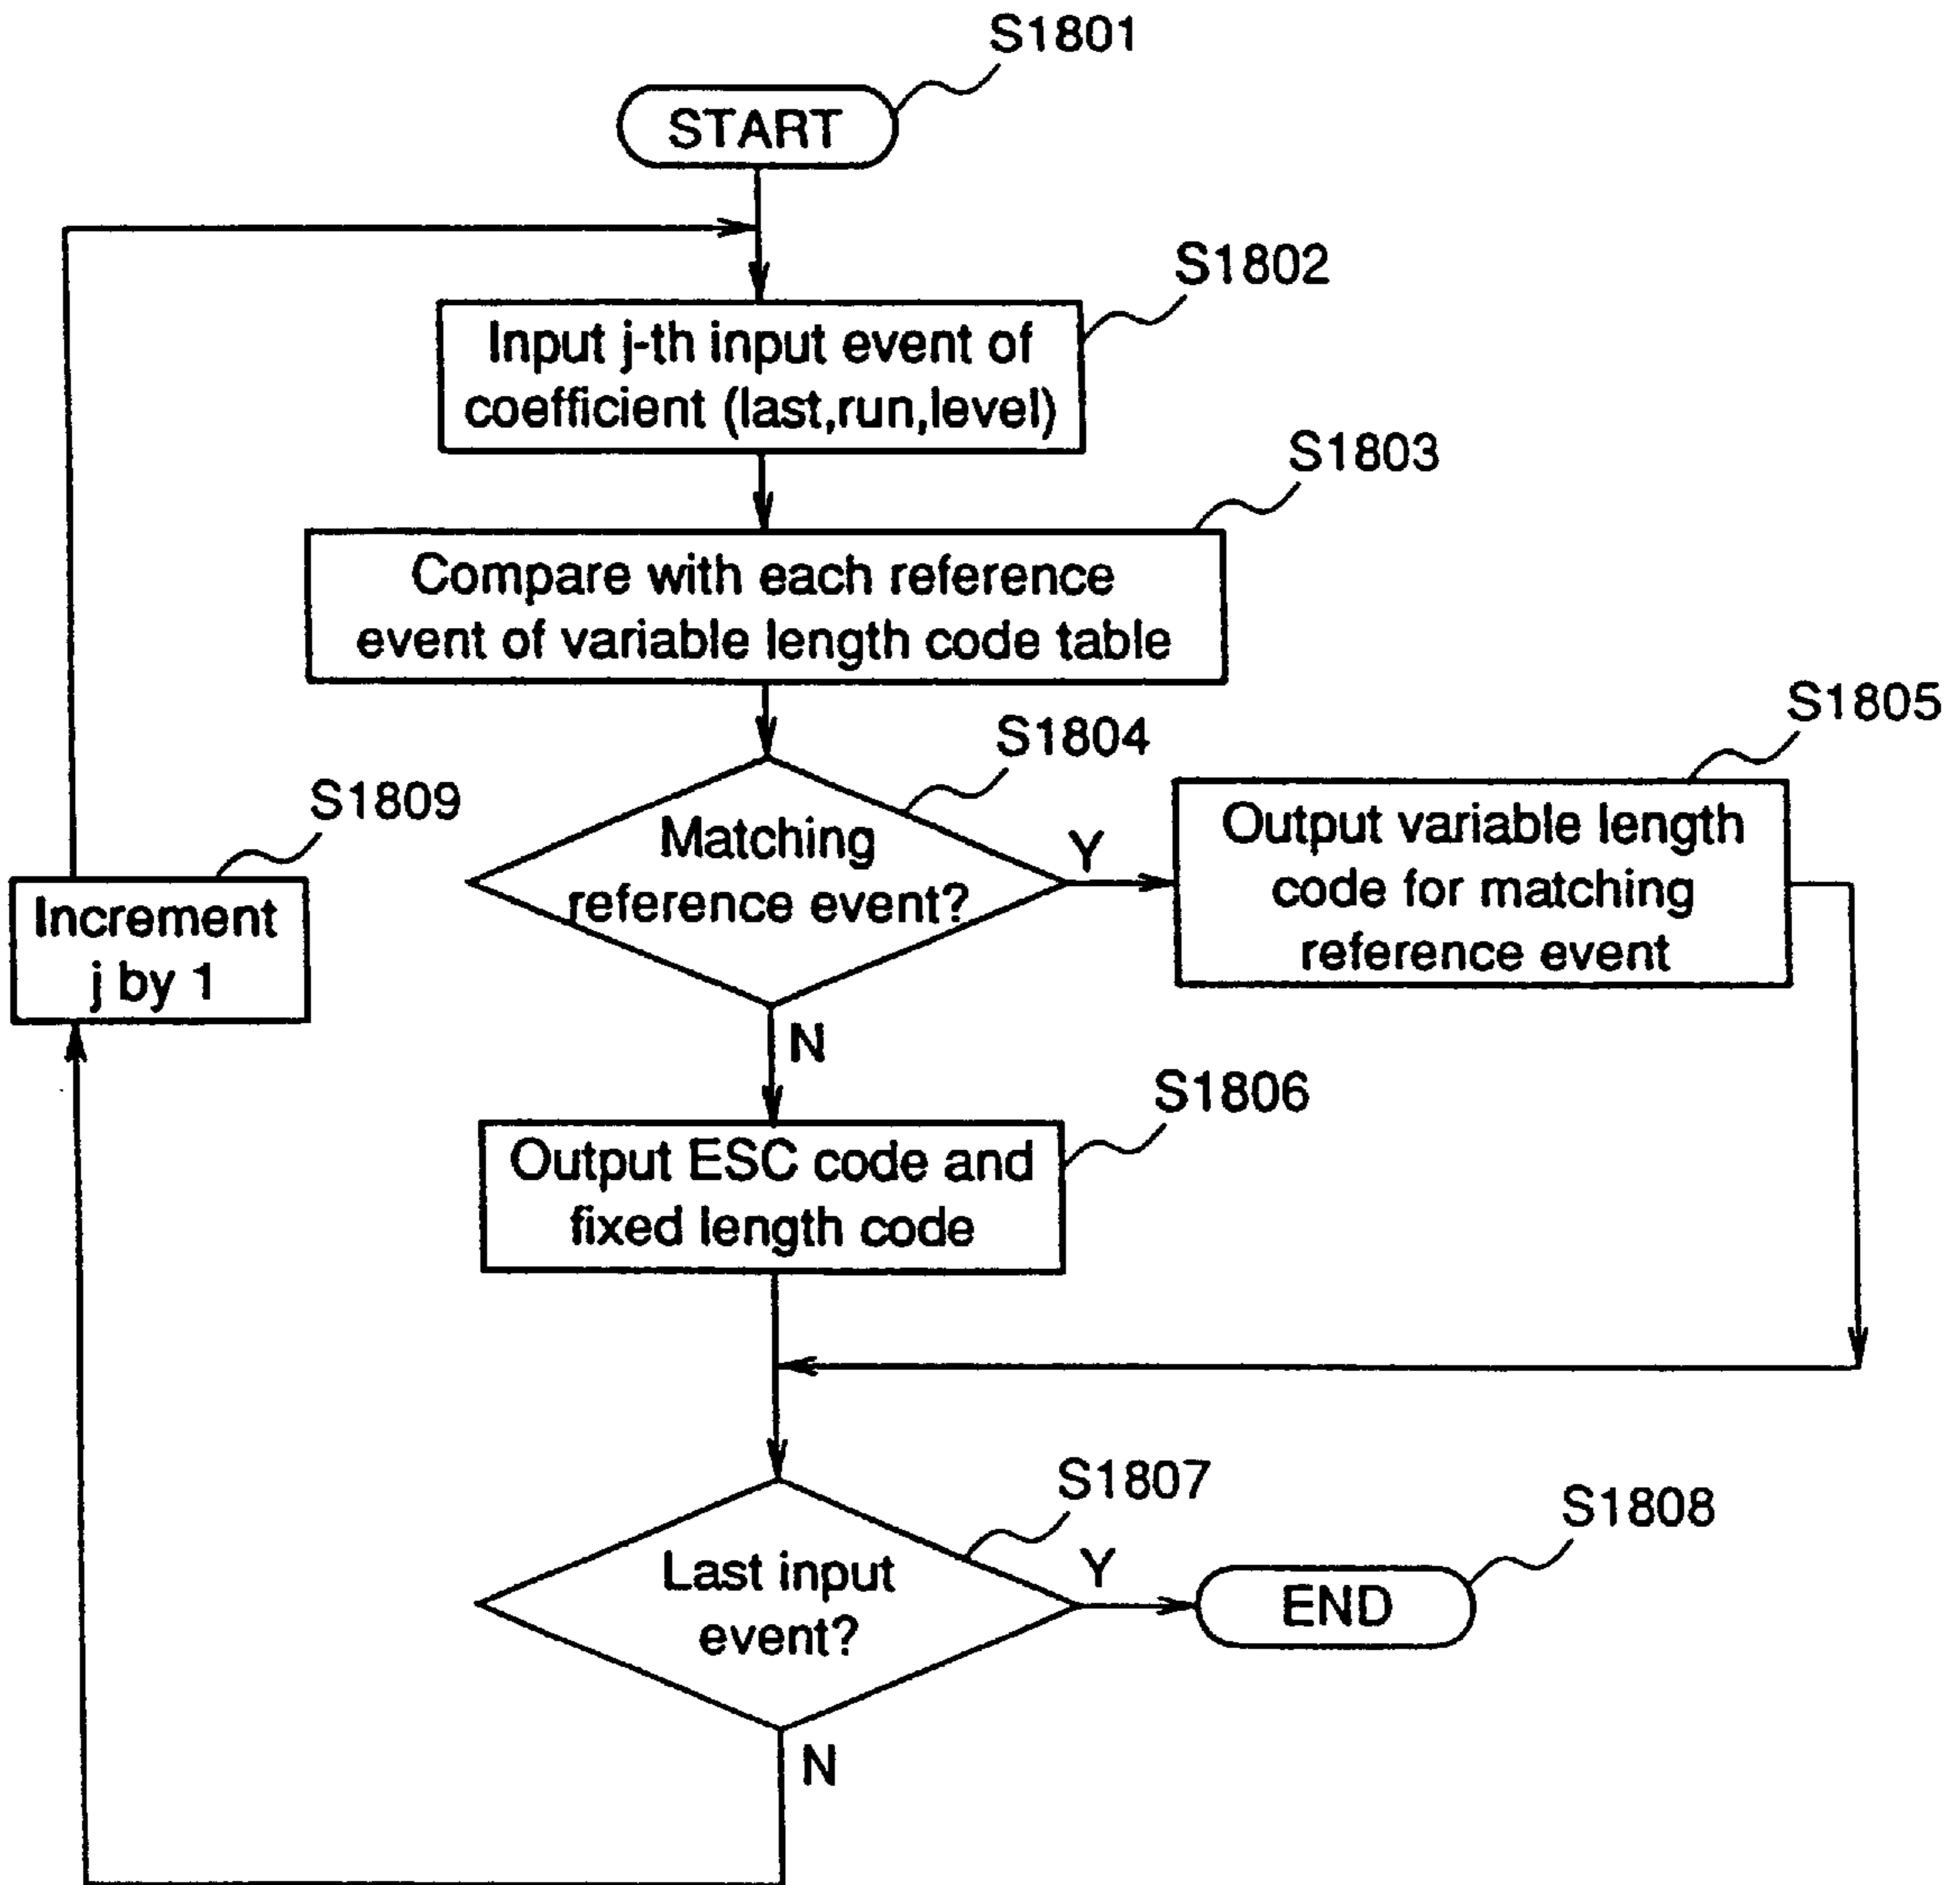 S1801
START
S1802
Input j-th input event of
coefficient (last,run,level)
S1803
Compare with each reference
event of variable length code table
S1804
Matching
reference event?
Y
S1805
Output variable length
code for matching
reference event
S1809
Increment
j by 1
N
S1806
Output ESC code and
fixed length code
S1807
Last input
event?
Y
S1808
END
N